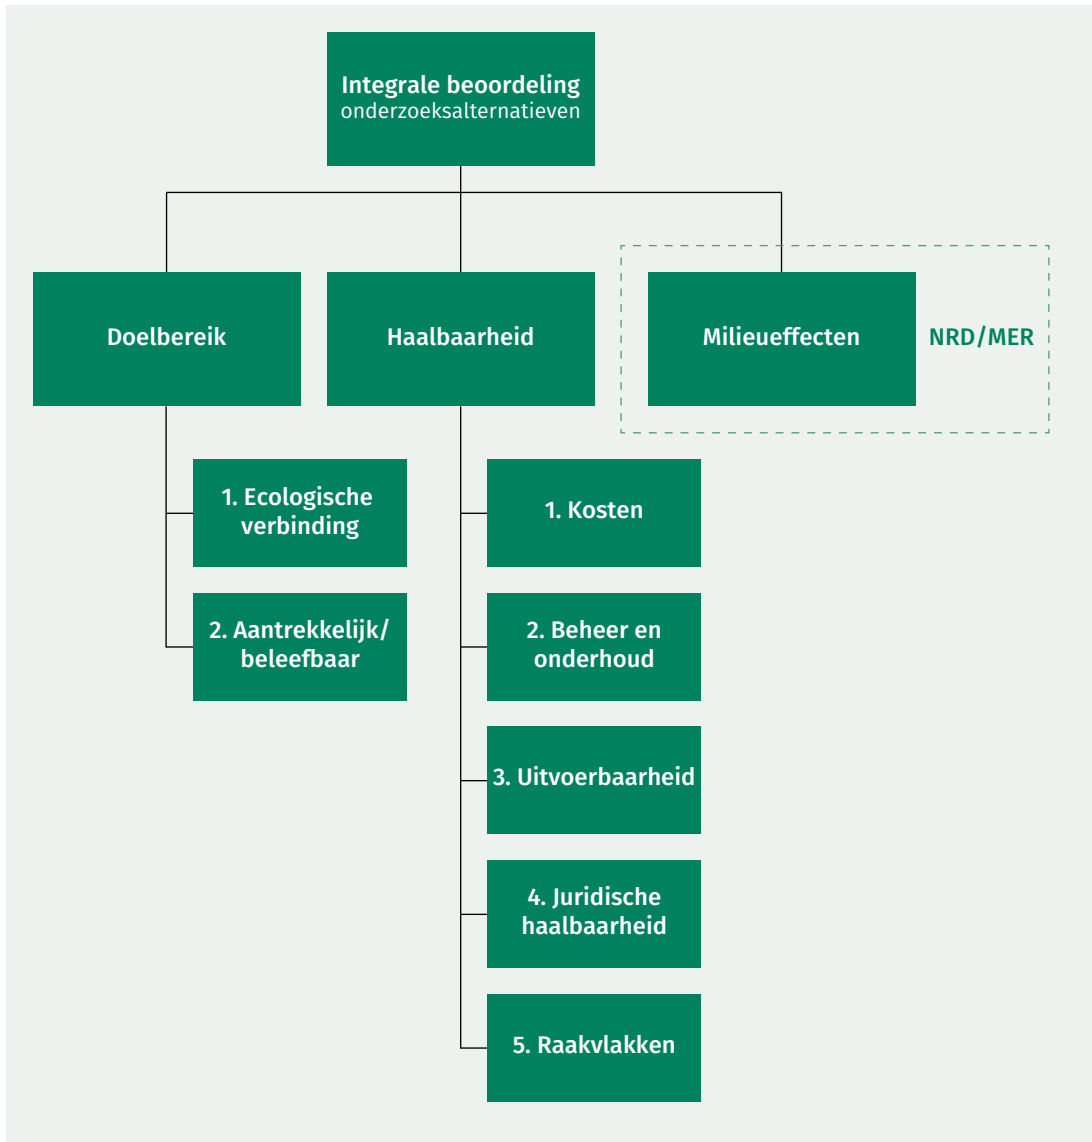 Integrale beoordeling
onderzoeksalternatieven
Doelbereik
Haalbaarheid
Milieueffecten
NRD/MER
1. Ecologische
verbinding
2. Aantrekkelijk/
beleefbaar
1. Kosten
2. Beheer en
onderhoud
3. Uitvoerbaarheid
4. Juridische
haalbaarheid
5. Raakvlakken